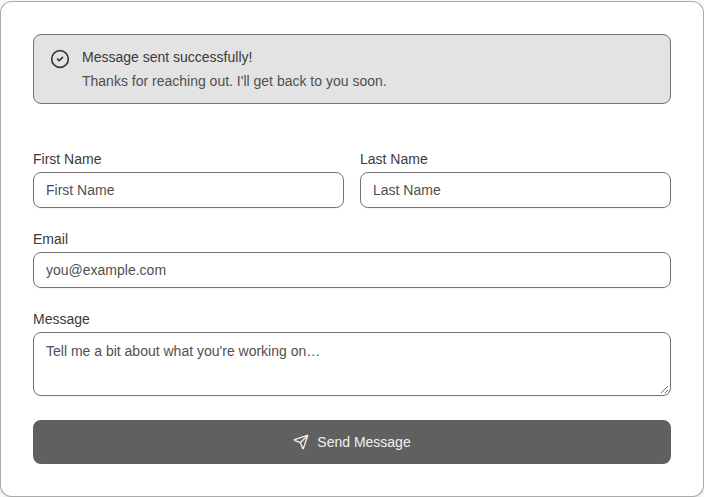 Message sent successfully!
Thanks for reaching out. I'll get back to you soon.
First Name
Last Name
First Name
Last Name
Email
you@example.com
Message
Tell me a bit about what you're working on…
Send Message